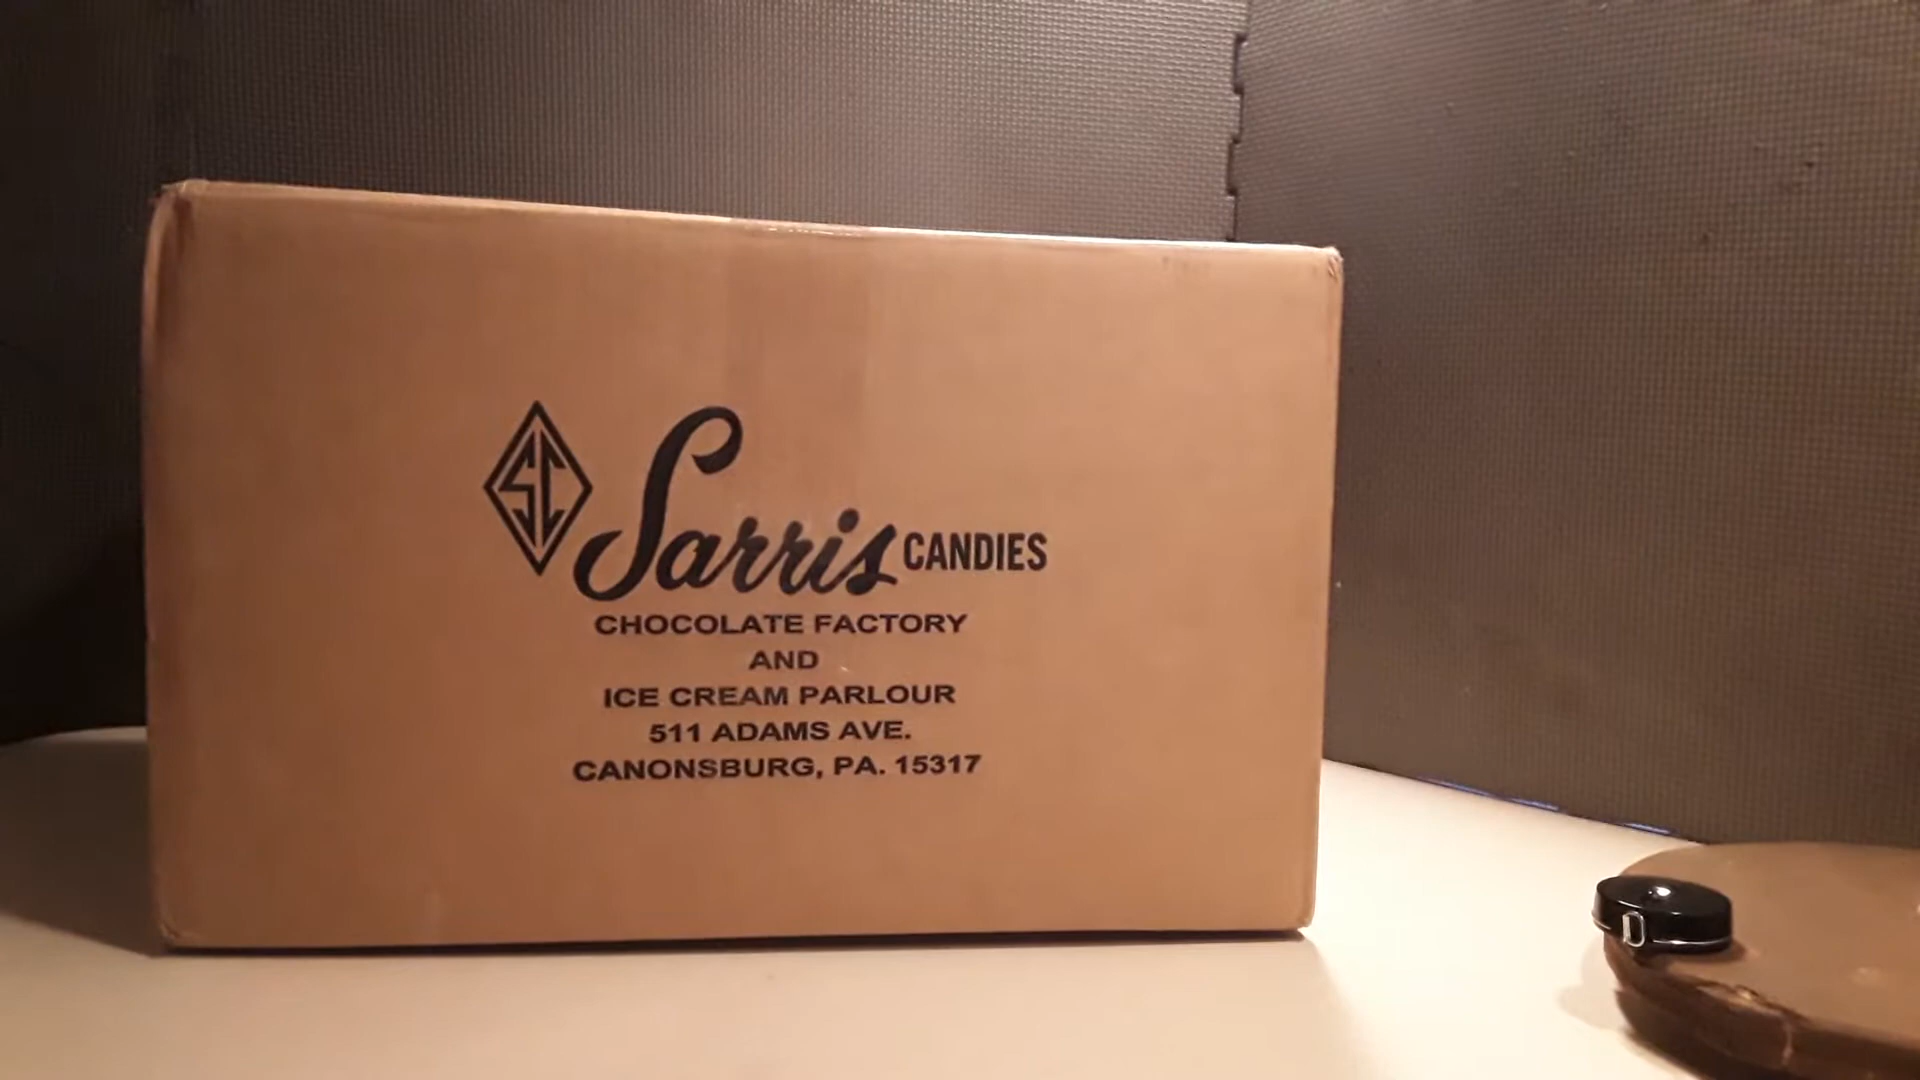 SC Sarris CANDIES
CHOCOLATE FACTORY
AND
ICE CREAM PARLOUR
511 ADAMS AVE.
CANONSBURG, PA. 15317